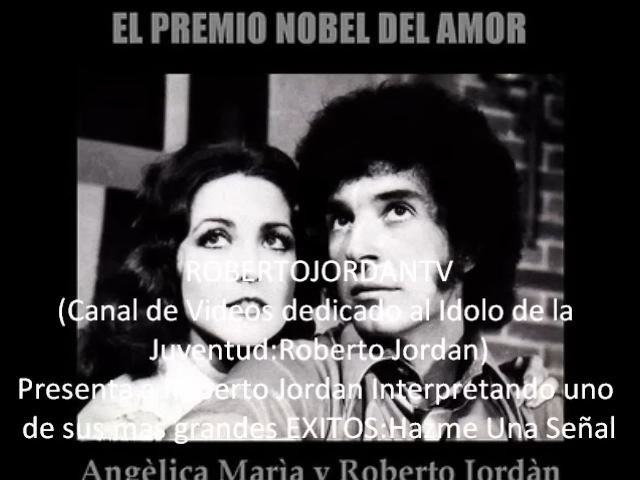 EL PREMIO NOBEL DEL AMOR
ROBERTOJORDANTV
(Canal de Videos dedicado al Idolo de la
Juventud:Roberto Jordan)
Presenta a Roberto Jordan Interpretando uno
de sus mas grandes EXITOS:Hazme Una Señal
Angèlica Marìa y Roberto Jordàn